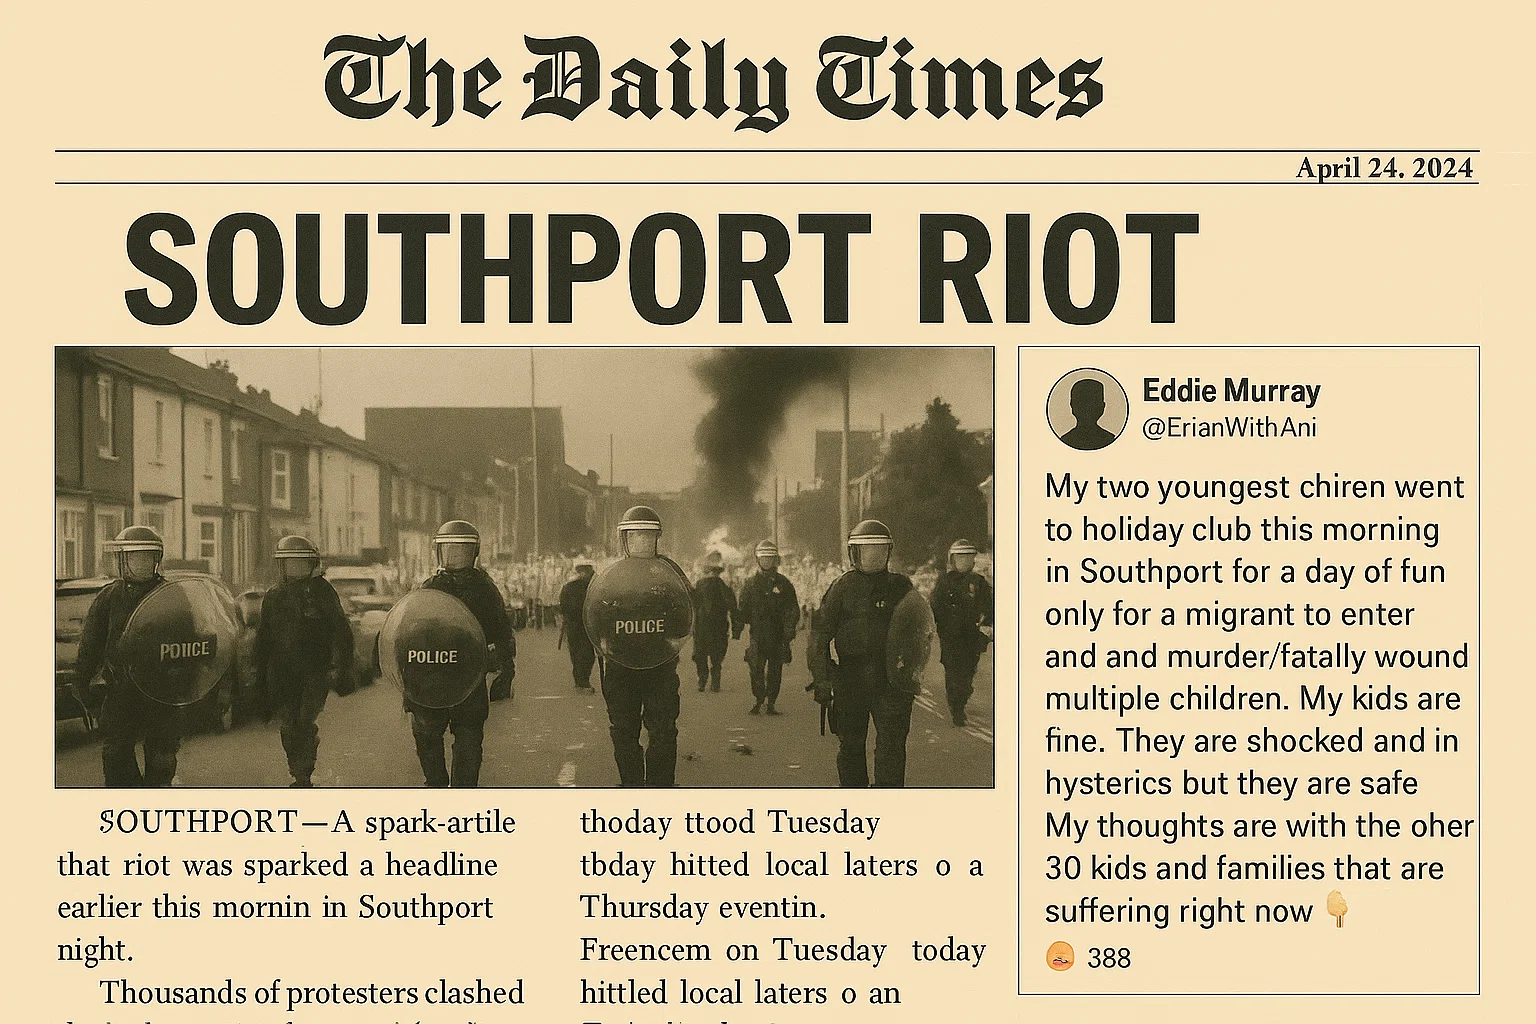 The Daily Times
April 24. 2024
SOUTHPORT RIOT
POLICE
POLICE
SOUTHPORT—A spark-artile
that riot was sparked a headline
earlier this mornin in Southport
night.
Thousands of protesters clashed
thoday ttood Tuesday
tbday hitted local laters o a
Thursday eventin.
Freencem on Tuesday today
hittled local laters o an
Eddie Murray
@ErianWithAni
My two youngest chiren went
to holiday club this morning
in Southport for a day of fun
only for a migrant to enter
and and murder/fatally wound
multiple children. My kids are
fine. They are shocked and in
hysterics but they are safe
My thoughts are with the oher
30 kids and families that are
suffering right now
388